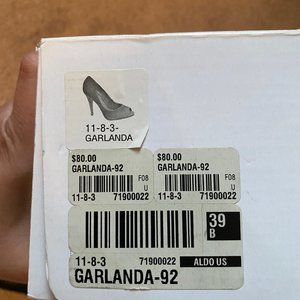 11-8-3-
GARLANDA
$80.00
GARLANDA-92
F08
U
11-8-3 71900022
$80.00
GARLANDA-92
F08
U
11-8-3 71900022
39
B
11-8-3 71900022 ALDO US
GARLANDA-92